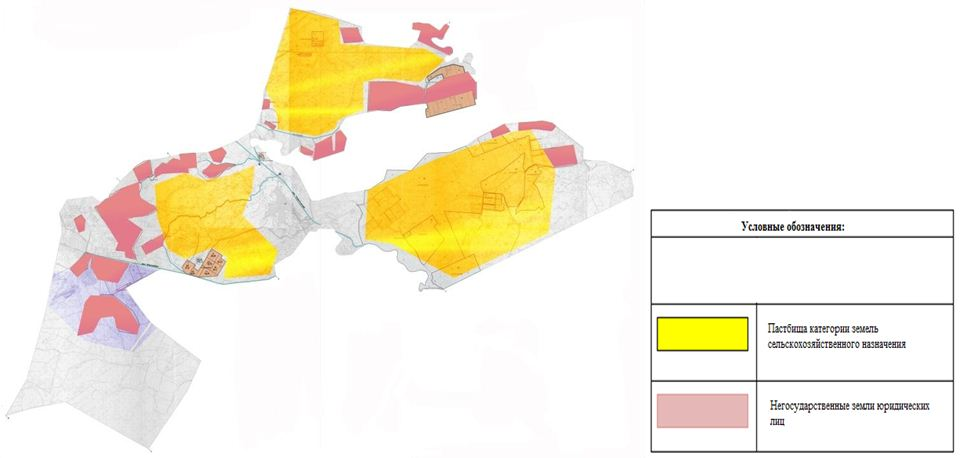 Условные обозначения:
Пастбища категории земель
сельскохозяйственного назначения
Негосударственные земли юридических
лиц